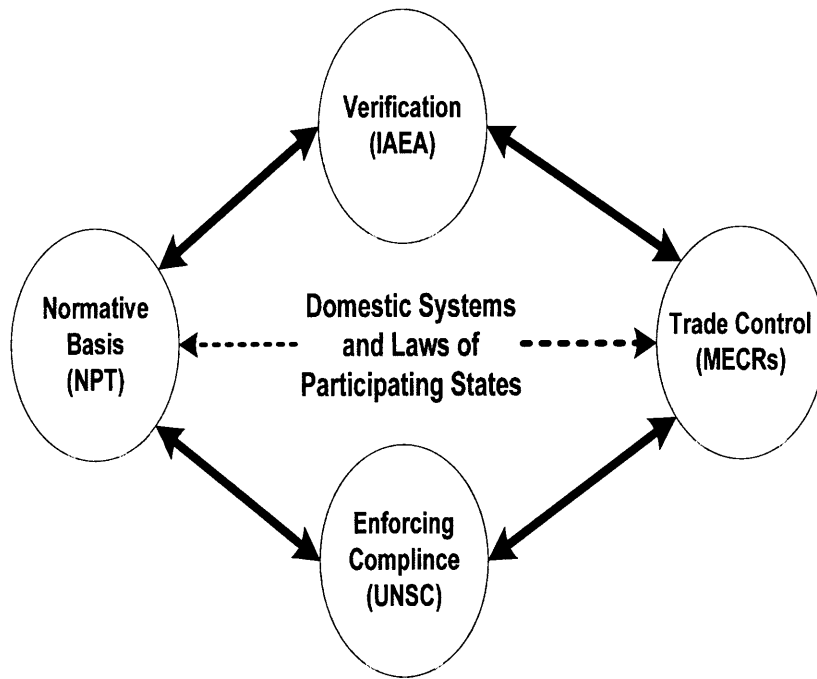 Verification
(IAEA)
Normative
Basis
(NPT)
Domestic Systems
and Laws of
Participating States
Trade Control
(MECRs)
Enforcing
Complince
(UNSC)